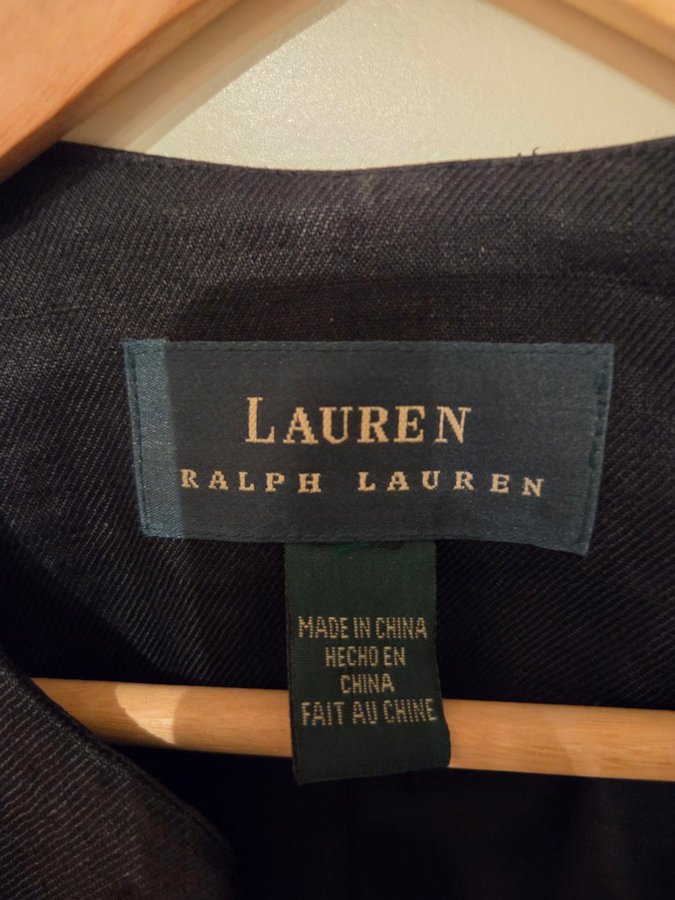 LAUREN
RALPH LAUREN
MADE IN CHINA
HECHO EN
CHINA
FAIT AU CHINE